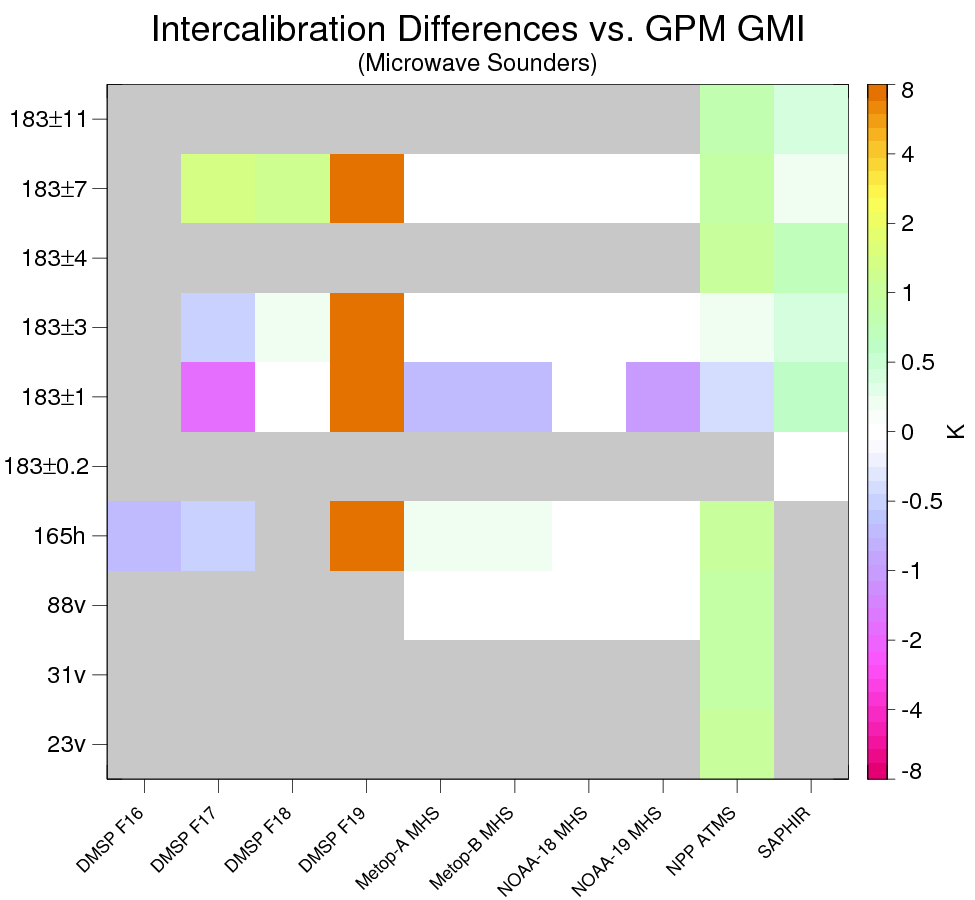 Intercalibration Differences vs. GPM GMI
(Microwave Sounders)
183±11
183±7
183±4
183±3
183±1
183±0.2
165h
88v
31v
23v
DMSP F16
DMSP F17
DMSP F18
DMSP F19
Metop-A MHS
Metop-B MHS
NOAA-18 MHS
NOAA-19 MHS
NPP ATMS
SAPHIR
8
4
2
1
0.5
0
-0.5
-1
-2
-4
-8
K